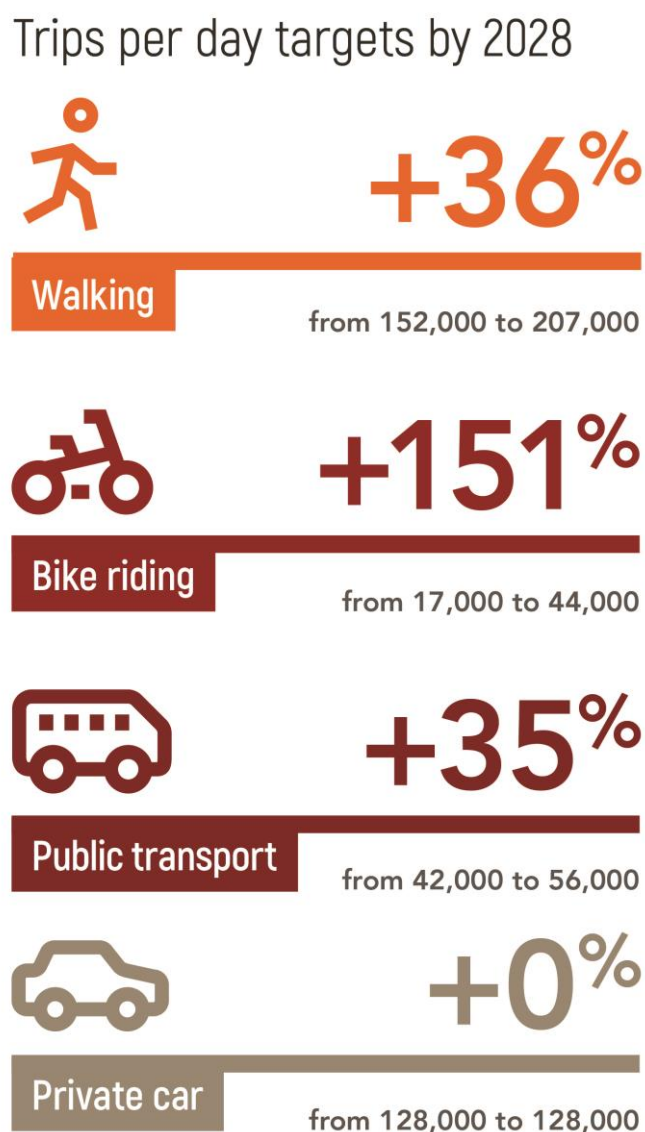 Trips per day targets by 2028
+36%
Walking
from 152,000 to 207,000
+151%
Bike riding
from 17,000 to 44,000
+35%
Public transport
from 42,000 to 56,000
+0%
Private car
from 128,000 to 128,000